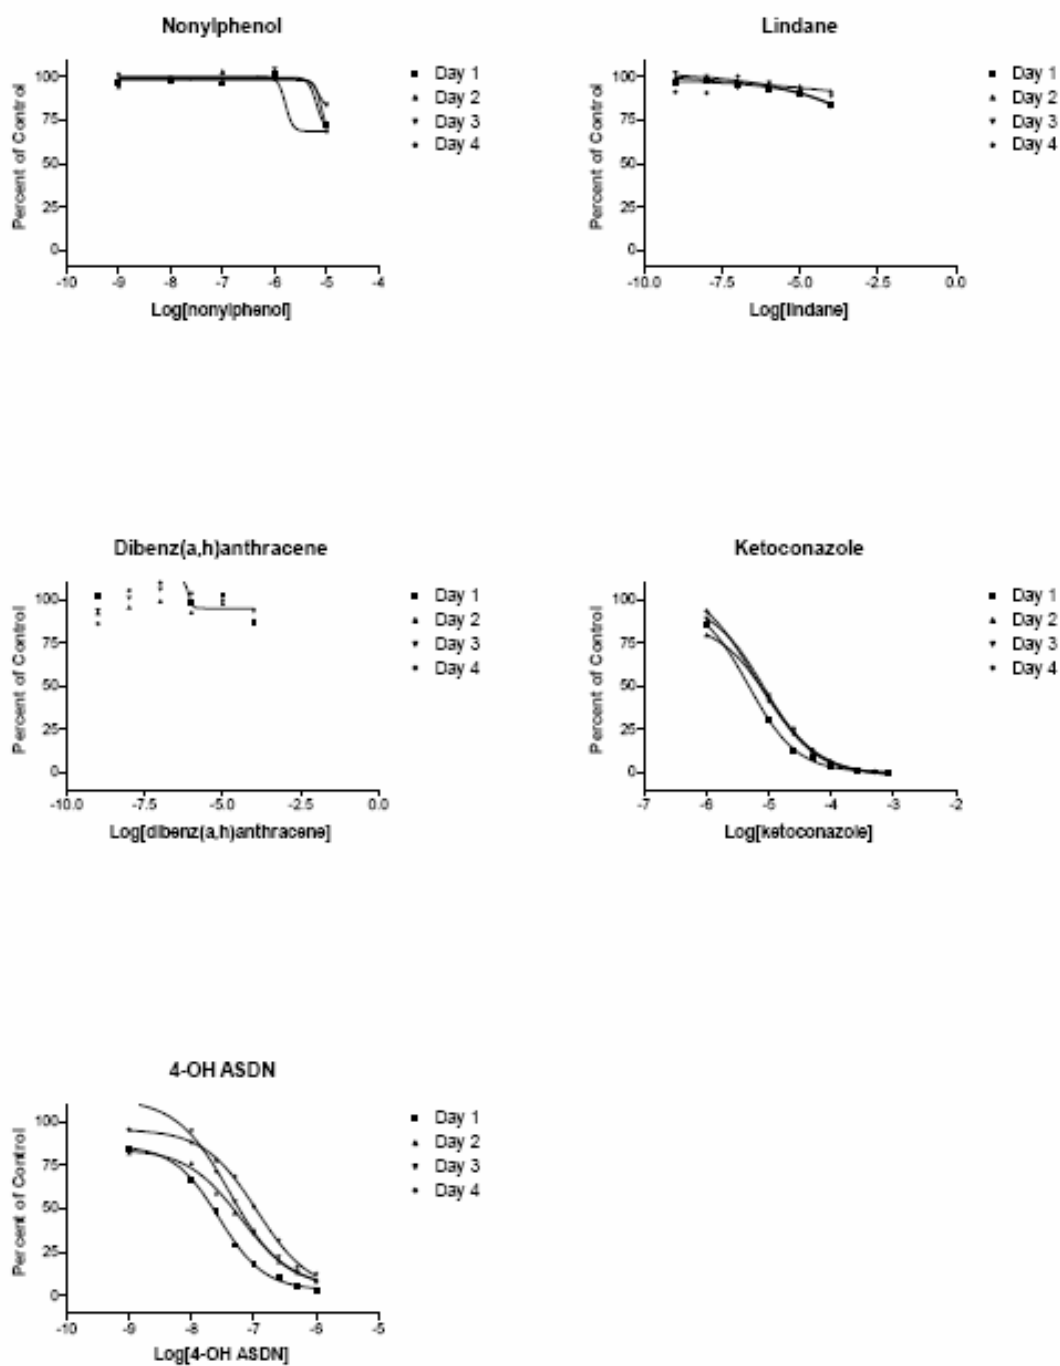 Nonylphenol
Percent of Control
100
75
50
25
0
-10 -9 -8 -7 -6 -5 -4
Log[nonylphenol]
Day 1
Day 2
Day 3
Day 4
Lindane
Percent of Control
100
75
50
25
0
-10.0 -7.5 -5.0 -2.5 0.0
Log[lindane]
Day 1
Day 2
Day 3
Day 4
Dibenz(a,h)anthracene
Percent of Control
100
75
50
25
0
-10.0 -7.5 -5.0 -2.5 0.0
Log[dibenz(a,h)anthracene]
Day 1
Day 2
Day 3
Day 4
Ketoconazole
Percent of Control
100
75
50
25
0
-7 -6 -5 -4 -3 -2
Log[ketoconazole]
Day 1
Day 2
Day 3
Day 4
4-OH ASDN
Percent of Control
100
75
50
25
0
-10 -9 -8 -7 -6 -5
Log[4-OH ASDN]
Day 1
Day 2
Day 3
Day 4